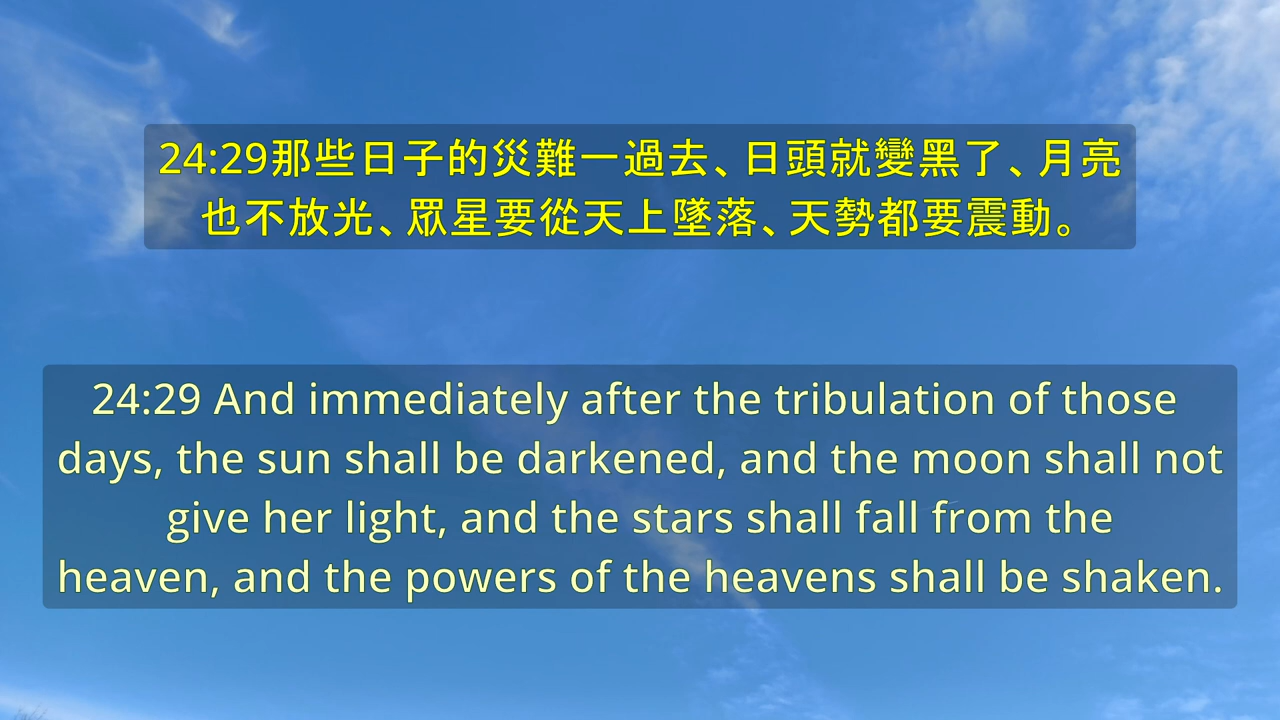 24:29那些日子的災難一過去、日頭就變黑了、月亮
也不放光、眾星要從天上墜落、天勢都要震動。
24:29 And immediately after the tribulation of those
days, the sun shall be darkened, and the moon shall not
give her light, and the stars shall fall from the
heaven, and the powers of the heavens shall be shaken.